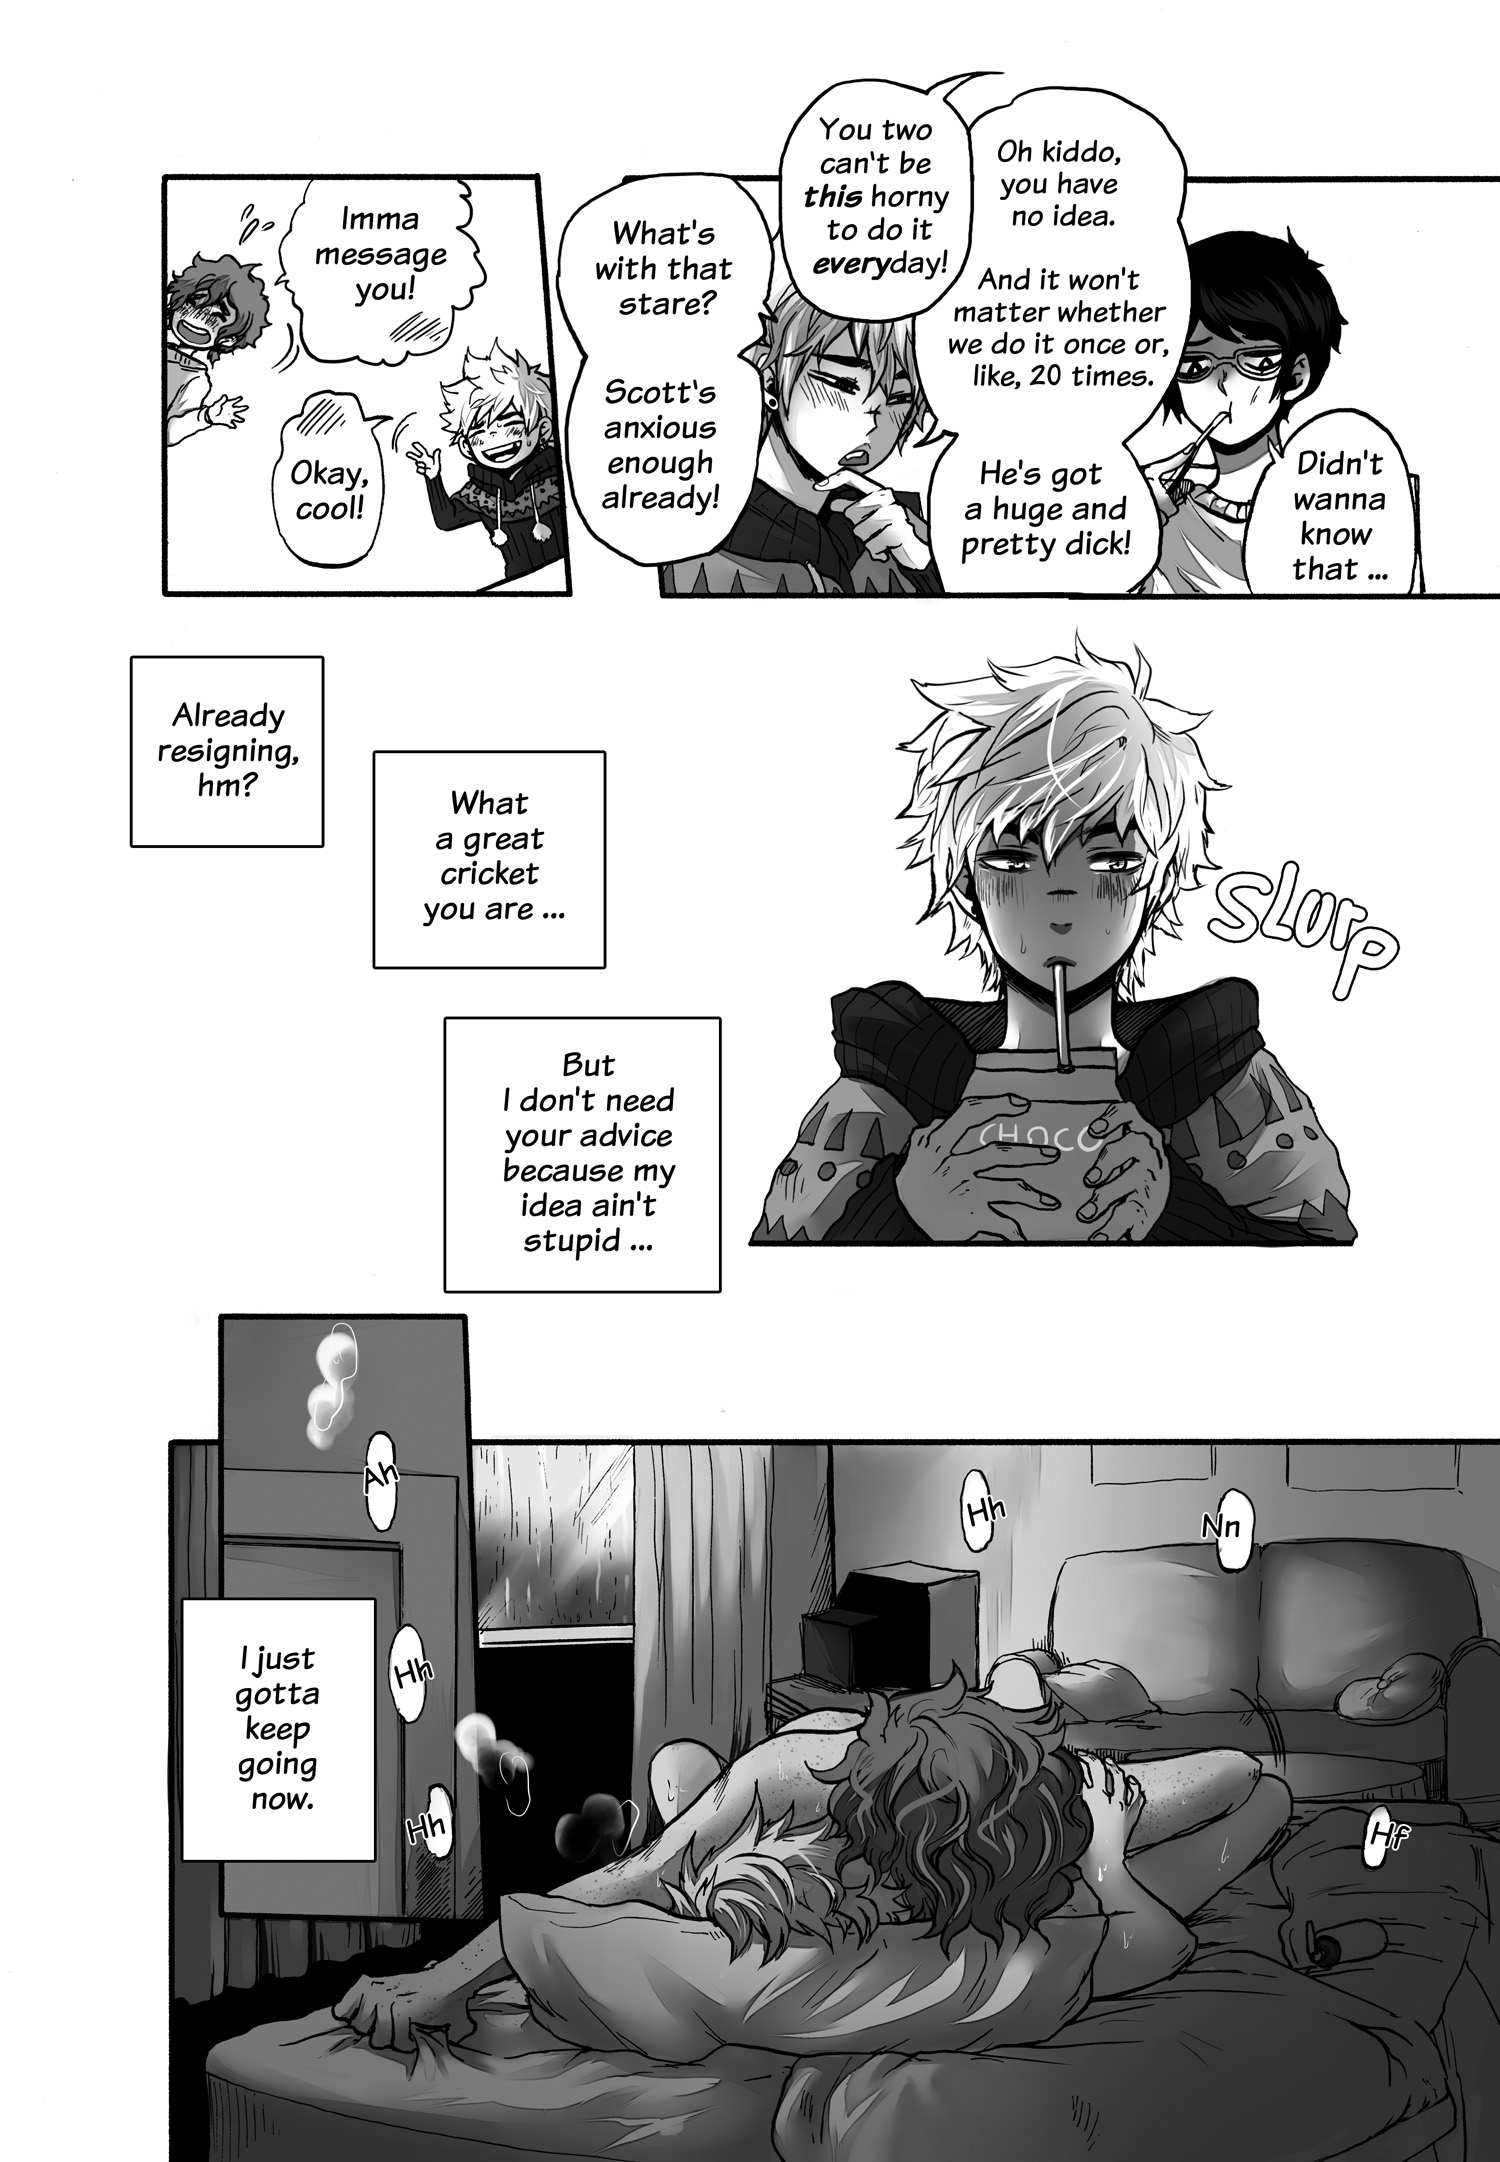 Imma
message
you!
Okay,
cool!
What's
with that
stare?
Scott's
anxious
enough
already!
You two
can't be
this horny
to do it
everyday!
Oh kiddo,
you have
no idea.
And it won't
matter whether
we do it once or,
like, 20 times.
He's got
a huge and
pretty dick!
Didn't
wanna
know
that ...
Already
resigning,
hm?
What
a great
cricket
you are ...
But
I don't need
your advice
because my
idea ain't
stupid ...
SLURP
CHOCO
Ah
Hh
Hh
I just
gotta
keep
going
now.
Hh
Nn
Hf